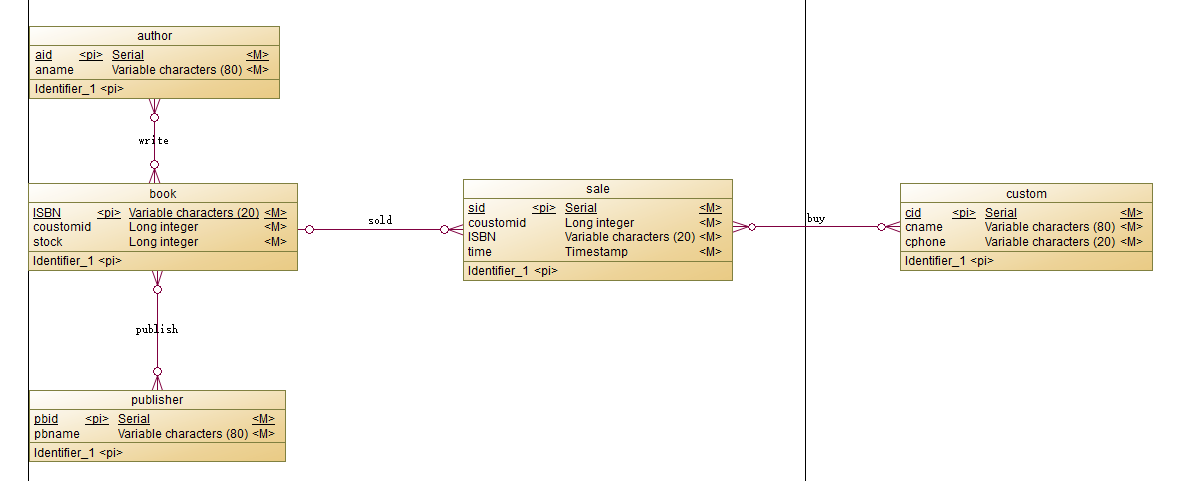 author
aid <pi> Serial <M>
aname Variable characters (80) <M>
Identifier_1 <pi>
write
book
ISBN <pi> Variable characters (20) <M>
coustomid Long integer <M>
stock Long integer <M>
Identifier_1 <pi>
sold
sale
sid <pi> Serial <M>
coustomid Long integer <M>
ISBN Variable characters (20) <M>
time Timestamp <M>
Identifier_1 <pi>
buy
custom
cid <pi> Serial <M>
cname Variable characters (80) <M>
cphone Variable characters (20) <M>
Identifier_1 <pi>
publish
publisher
pbid <pi> Serial <M>
pbname Variable characters (80) <M>
Identifier_1 <pi>